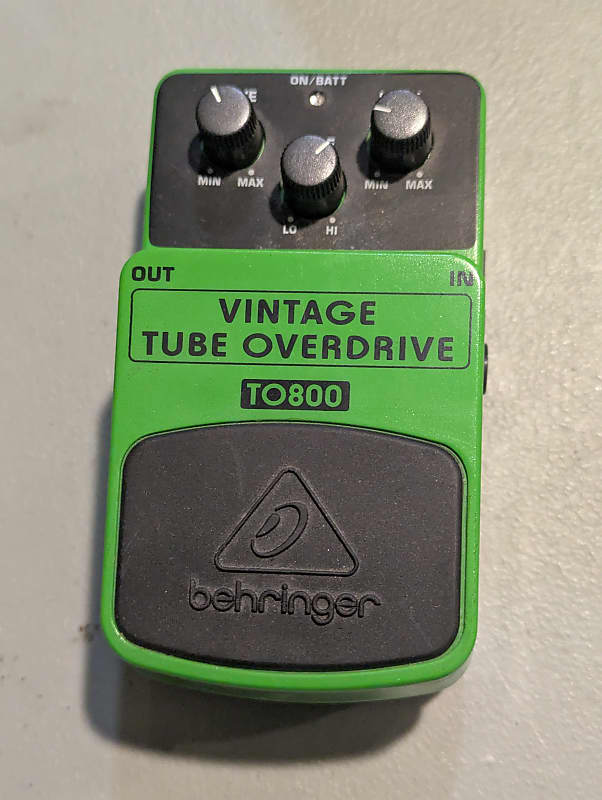 ON/BATT
MIN MAX
MIN MAX
LO HI
OUT IN
VINTAGE
TUBE OVERDRIVE
TO800
behringer